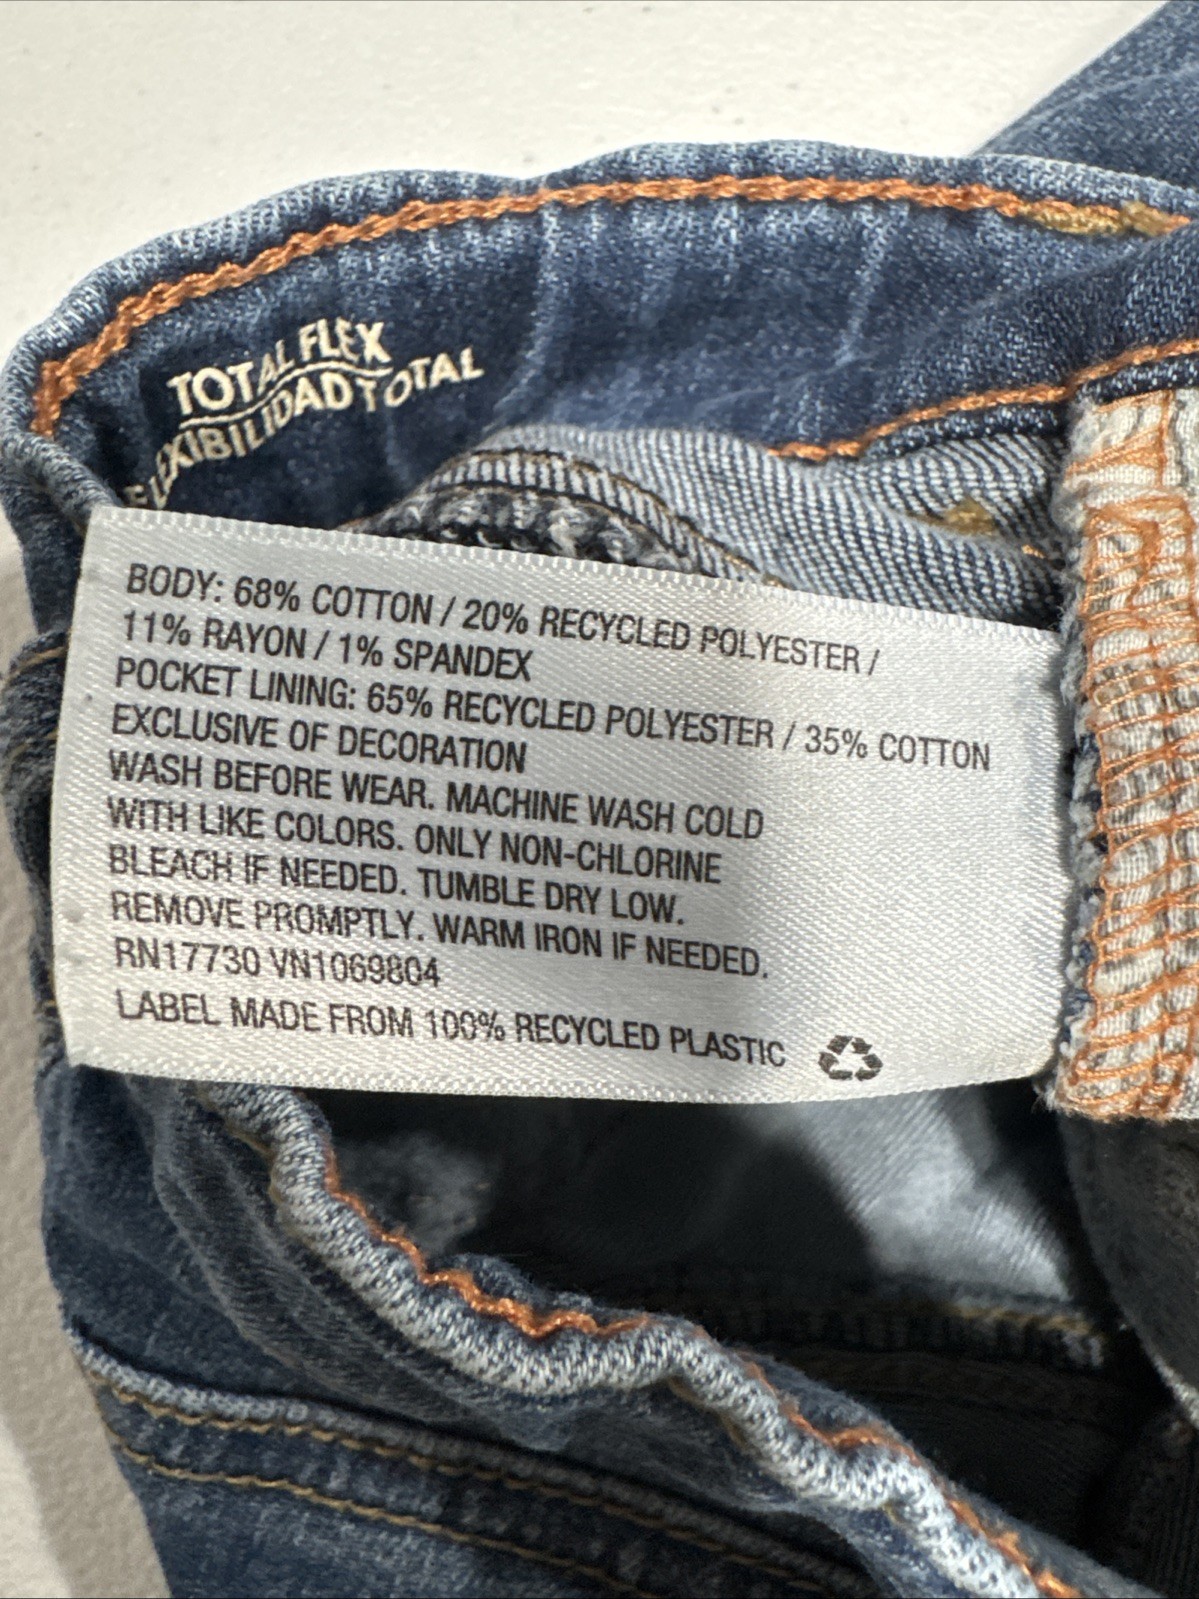 TOTAL FLEX
FLEXIBILIDAD TOTAL
BODY: 68% COTTON / 20% RECYCLED POLYESTER /
11% RAYON / 1% SPANDEX
POCKET LINING: 65% RECYCLED POLYESTER / 35% COTTON
EXCLUSIVE OF DECORATION
WASH BEFORE WEAR. MACHINE WASH COLD
WITH LIKE COLORS. ONLY NON-CHLORINE
BLEACH IF NEEDED. TUMBLE DRY LOW.
REMOVE PROMPTLY. WARM IRON IF NEEDED.
RN17730 VN1069804
LABEL MADE FROM 100% RECYCLED PLASTIC